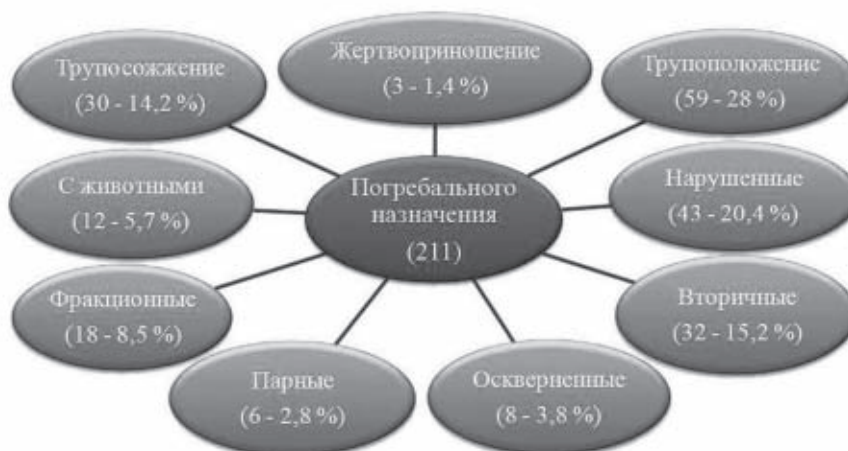 Жертвоприношение
(3 - 1,4 %)
Трупосожжение
(30 - 14,2 %)
Трупоположение
(59 - 28 %)
С животными
(12 - 5,7 %)
Погребального
назначения
(211)
Нарушенные
(43 - 20,4 %)
Фракционные
(18 - 8,5 %)
Вторичные
(32 - 15,2 %)
Парные
(6 - 2,8 %)
Оскверненные
(8 - 3,8 %)